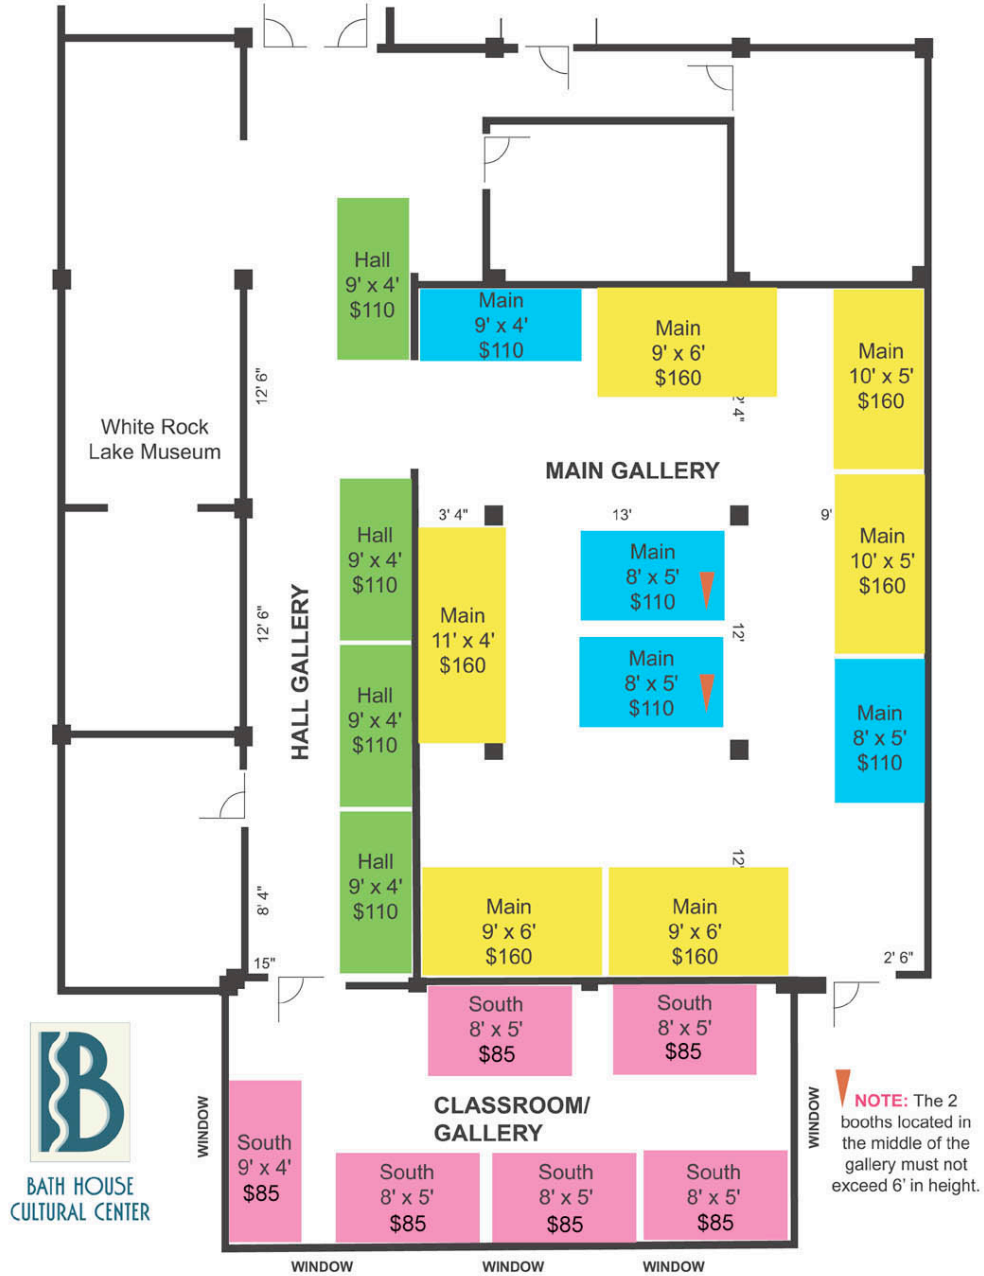 Hall
9' x 4'
$110
Main
9' x 4'
$110
Main
9' x 6'
$160
Main
10' x 5'
$160
12' 6"
4"
White Rock
Lake Museum
MAIN GALLERY
3' 4"
13'
9'
Hall
9' x 4'
$110
Main
8' x 5'
$110
Main
10' x 5'
$160
HALL GALLERY
12' 6"
Main
11' x 4'
$160
12'
Main
8' x 5'
$110
Hall
9' x 4'
$110
Main
8' x 5'
$110
Hall
9' x 4'
$110
12'
8' 4"
Main
9' x 6'
$160
Main
9' x 6'
$160
15"
2' 6"
South
8' x 5'
$85
South
8' x 5'
$85
B
BATH HOUSE
CULTURAL CENTER
WINDOW
CLASSROOM/
GALLERY
WINDOW
NOTE: The 2
booths located in
the middle of the
gallery must not
exceed 6' in height.
South
9' x 4'
$85
South
8' x 5'
$85
South
8' x 5'
$85
South
8' x 5'
$85
WINDOW
WINDOW
WINDOW